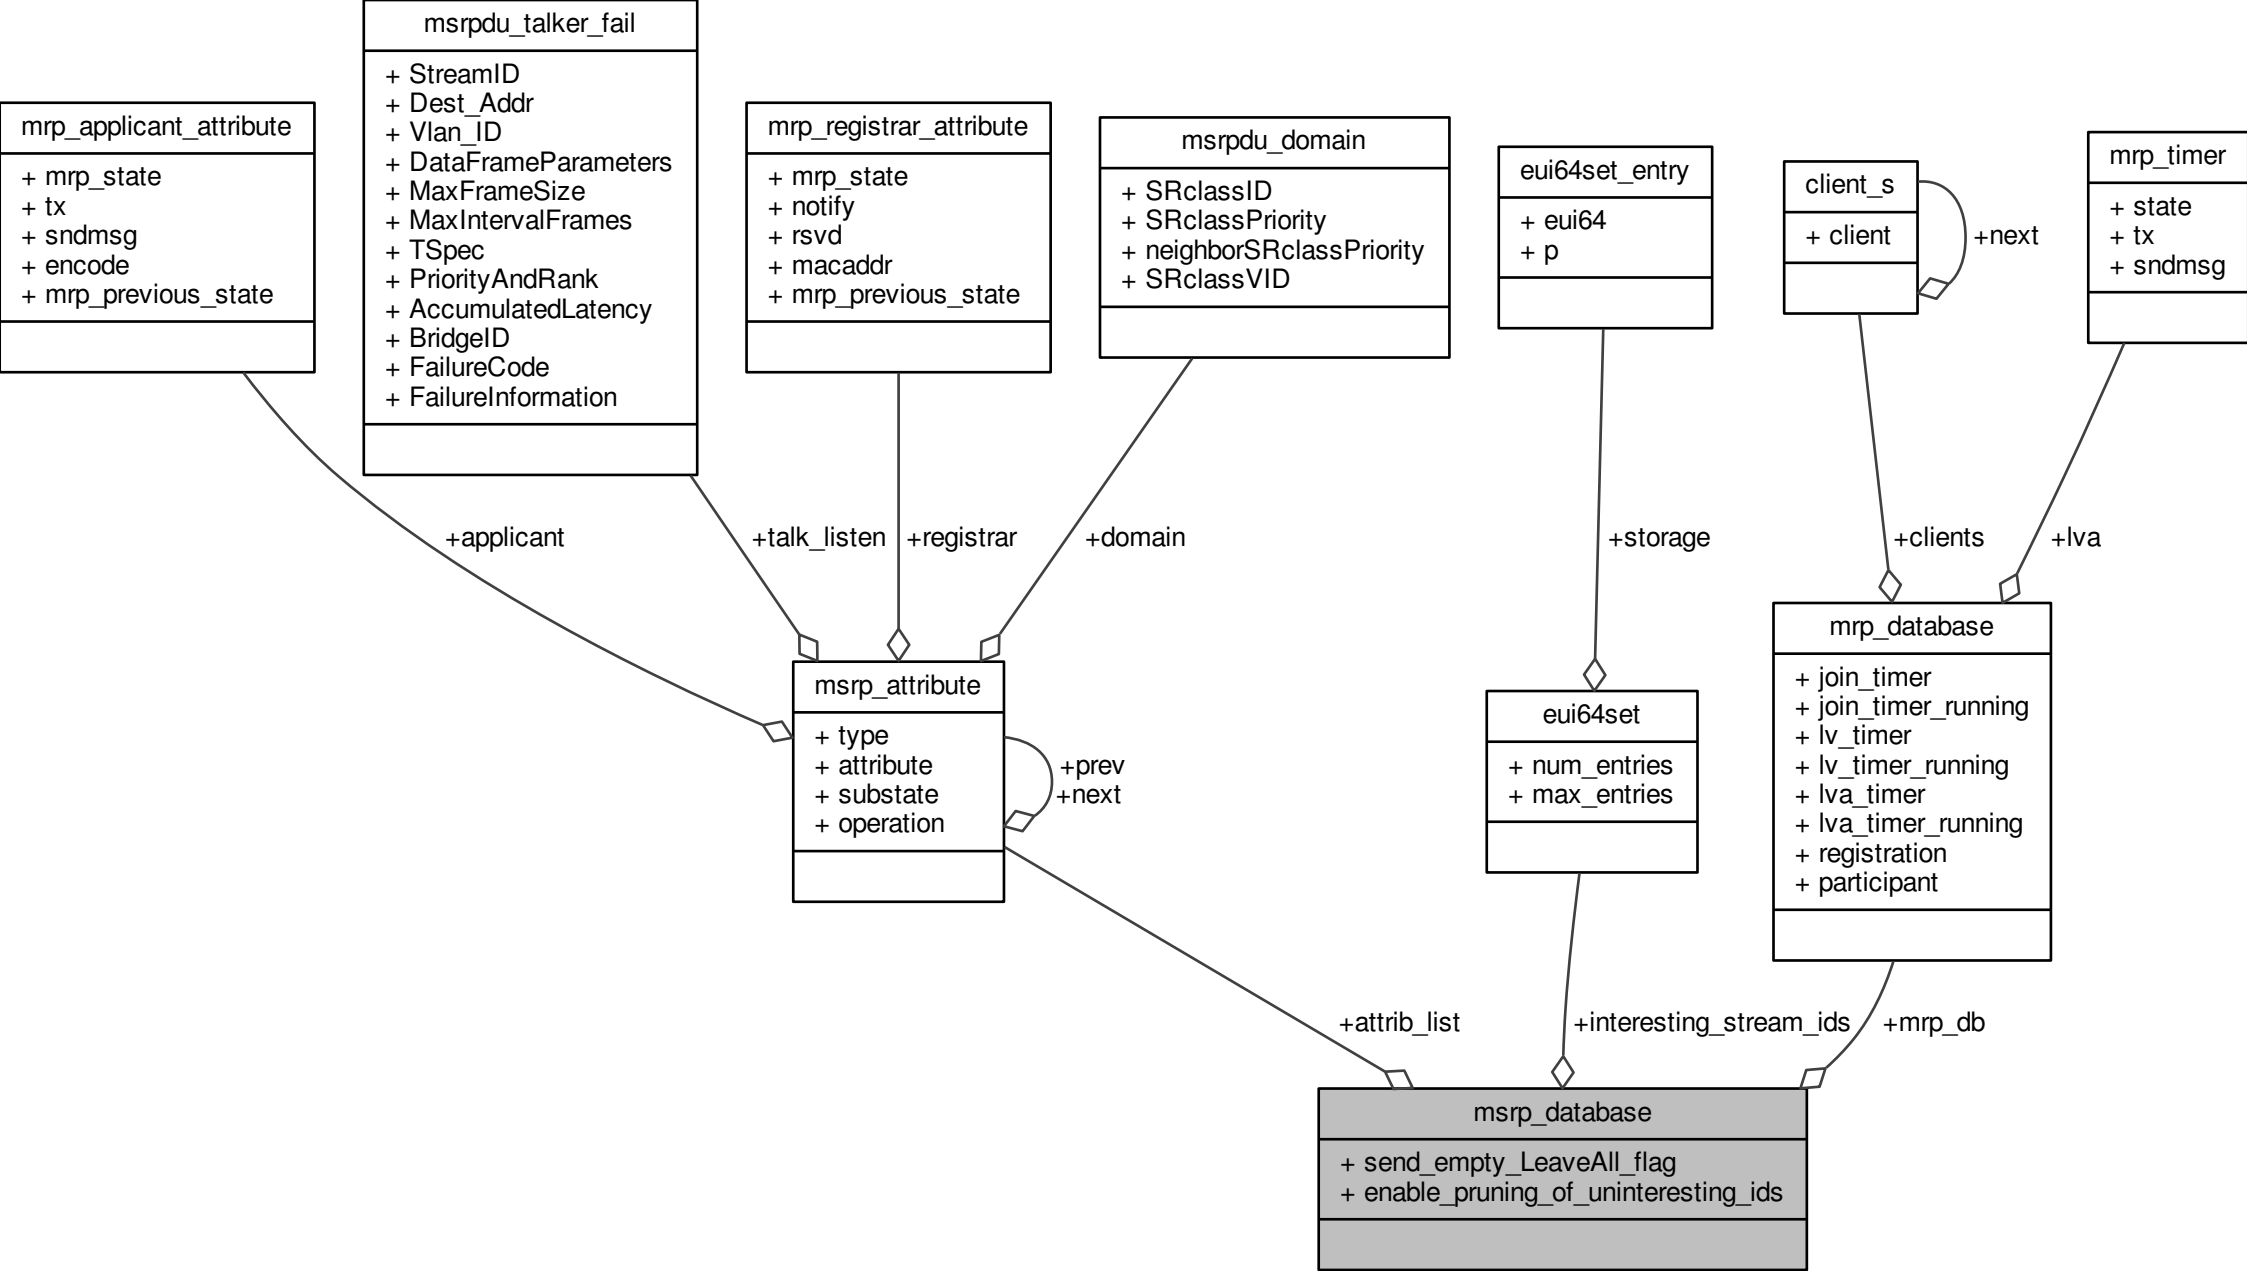 msrpdu_talker_fail
+ StreamID
+ Dest_Addr
+ Vlan_ID
+ DataFrameParameters
+ MaxFrameSize
+ MaxIntervalFrames
+ TSpec
+ PriorityAndRank
+ AccumulatedLatency
+ BridgeID
+ FailureCode
+ FailureInformation
mrp_applicant_attribute
+ mrp_state
+ tx
+ sndmsg
+ encode
+ mrp_previous_state
mrp_registrar_attribute
+ mrp_state
+ notify
+ rsvd
+ macaddr
+ mrp_previous_state
msrpdu_domain
+ SRclassID
+ SRclassPriority
+ neighborSRclassPriority
+ SRclassVID
eui64set_entry
+ eui64
+ p
client_s
+ client
+next
mrp_timer
+ state
+ tx
+ sndmsg
+applicant
+talk_listen
+registrar
+domain
+storage
+clients
+lva
msrp_attribute
+ type
+ attribute
+ substate
+ operation
+prev
+next
eui64set
+ num_entries
+ max_entries
mrp_database
+ join_timer
+ join_timer_running
+ lv_timer
+ lv_timer_running
+ lva_timer
+ lva_timer_running
+ registration
+ participant
+attrib_list
+interesting_stream_ids
+mrp_db
msrp_database
+ send_empty_LeaveAll_flag
+ enable_pruning_of_uninteresting_ids